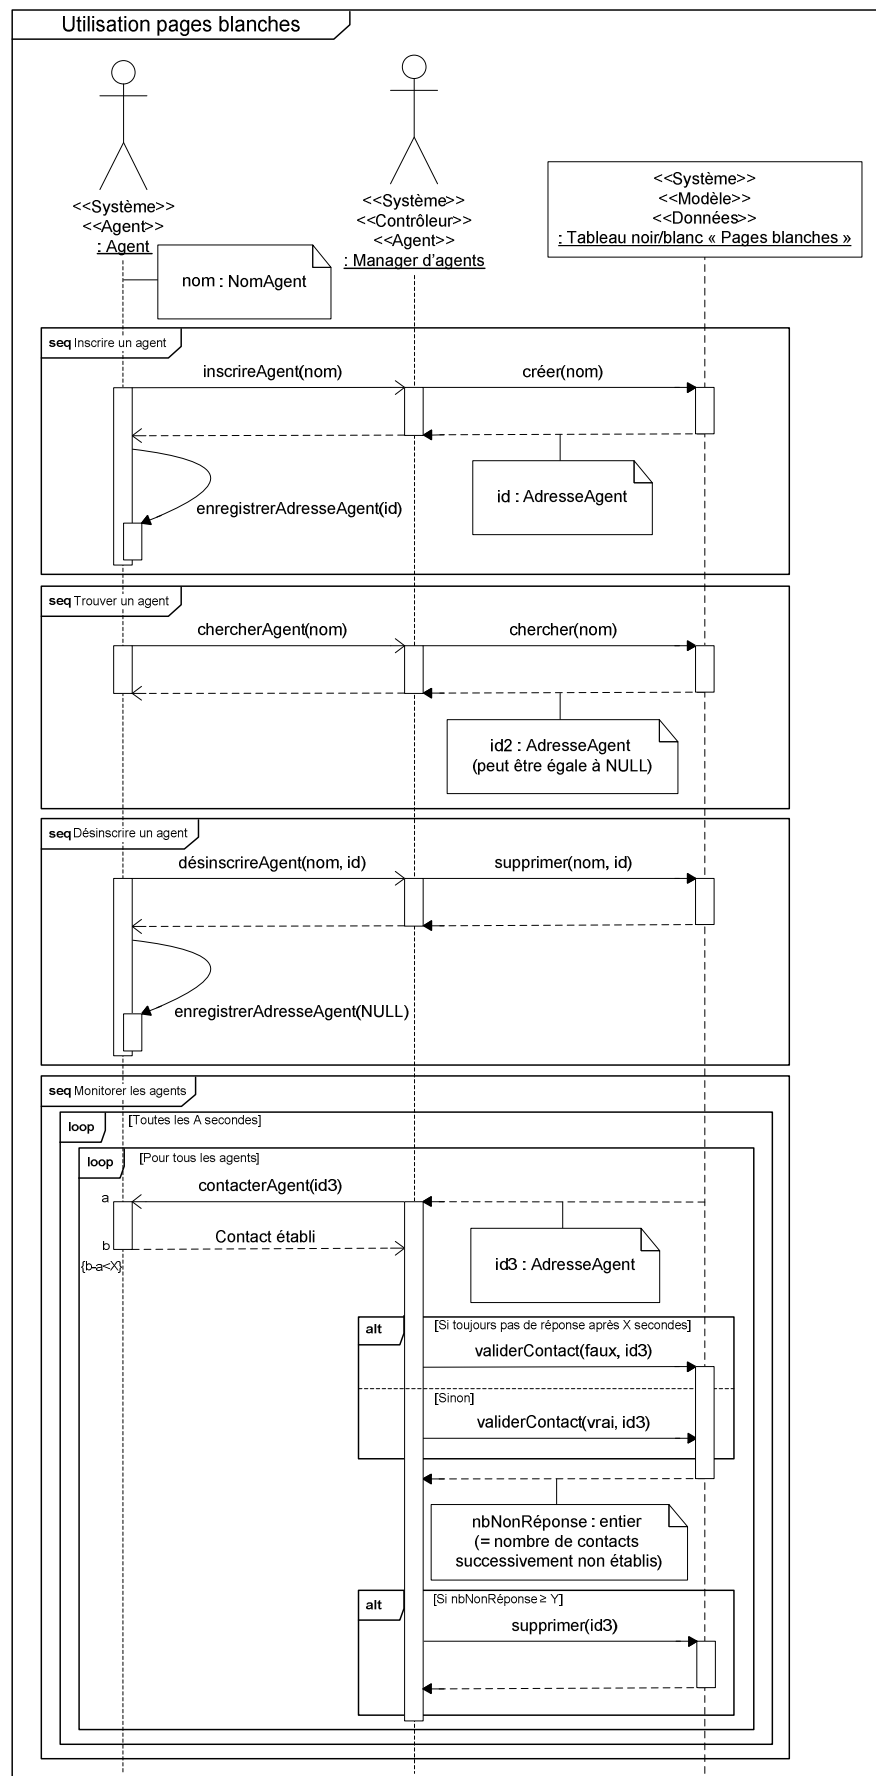 Utilisation pages blanches
<<Système>>
<<Agent>>
: Agent
<<Système>>
<<Contrôleur>>
<<Agent>>
: Manager d'agents
<<Système>>
<<Modèle>>
<<Données>>
: Tableau noir/blanc « Pages blanches »
nom : NomAgent
seq Inscrire un agent
inscrireAgent(nom)
créer(nom)
id : AdresseAgent
enregistrerAdresseAgent(id)
seq Trouver un agent
chercherAgent(nom)
chercher(nom)
id2 : AdresseAgent
(peut être égale à NULL)
seq Désinscrire un agent
désinscrireAgent(nom, id)
supprimer(nom, id)
enregistrerAdresseAgent(NULL)
seq Monitorer les agents
loop
[Toutes les A secondes]
loop
[Pour tous les agents]
contacterAgent(id3)
a
Contact établi
b
{b-a<X}
id3 : AdresseAgent
alt
[Si toujours pas de réponse après X secondes]
validerContact(faux, id3)
[Sinon]
validerContact(vrai, id3)
nbNonRéponse : entier
(= nombre de contacts
successivement non établis)
alt
[Si nbNonRéponse ≥ Y]
supprimer(id3)